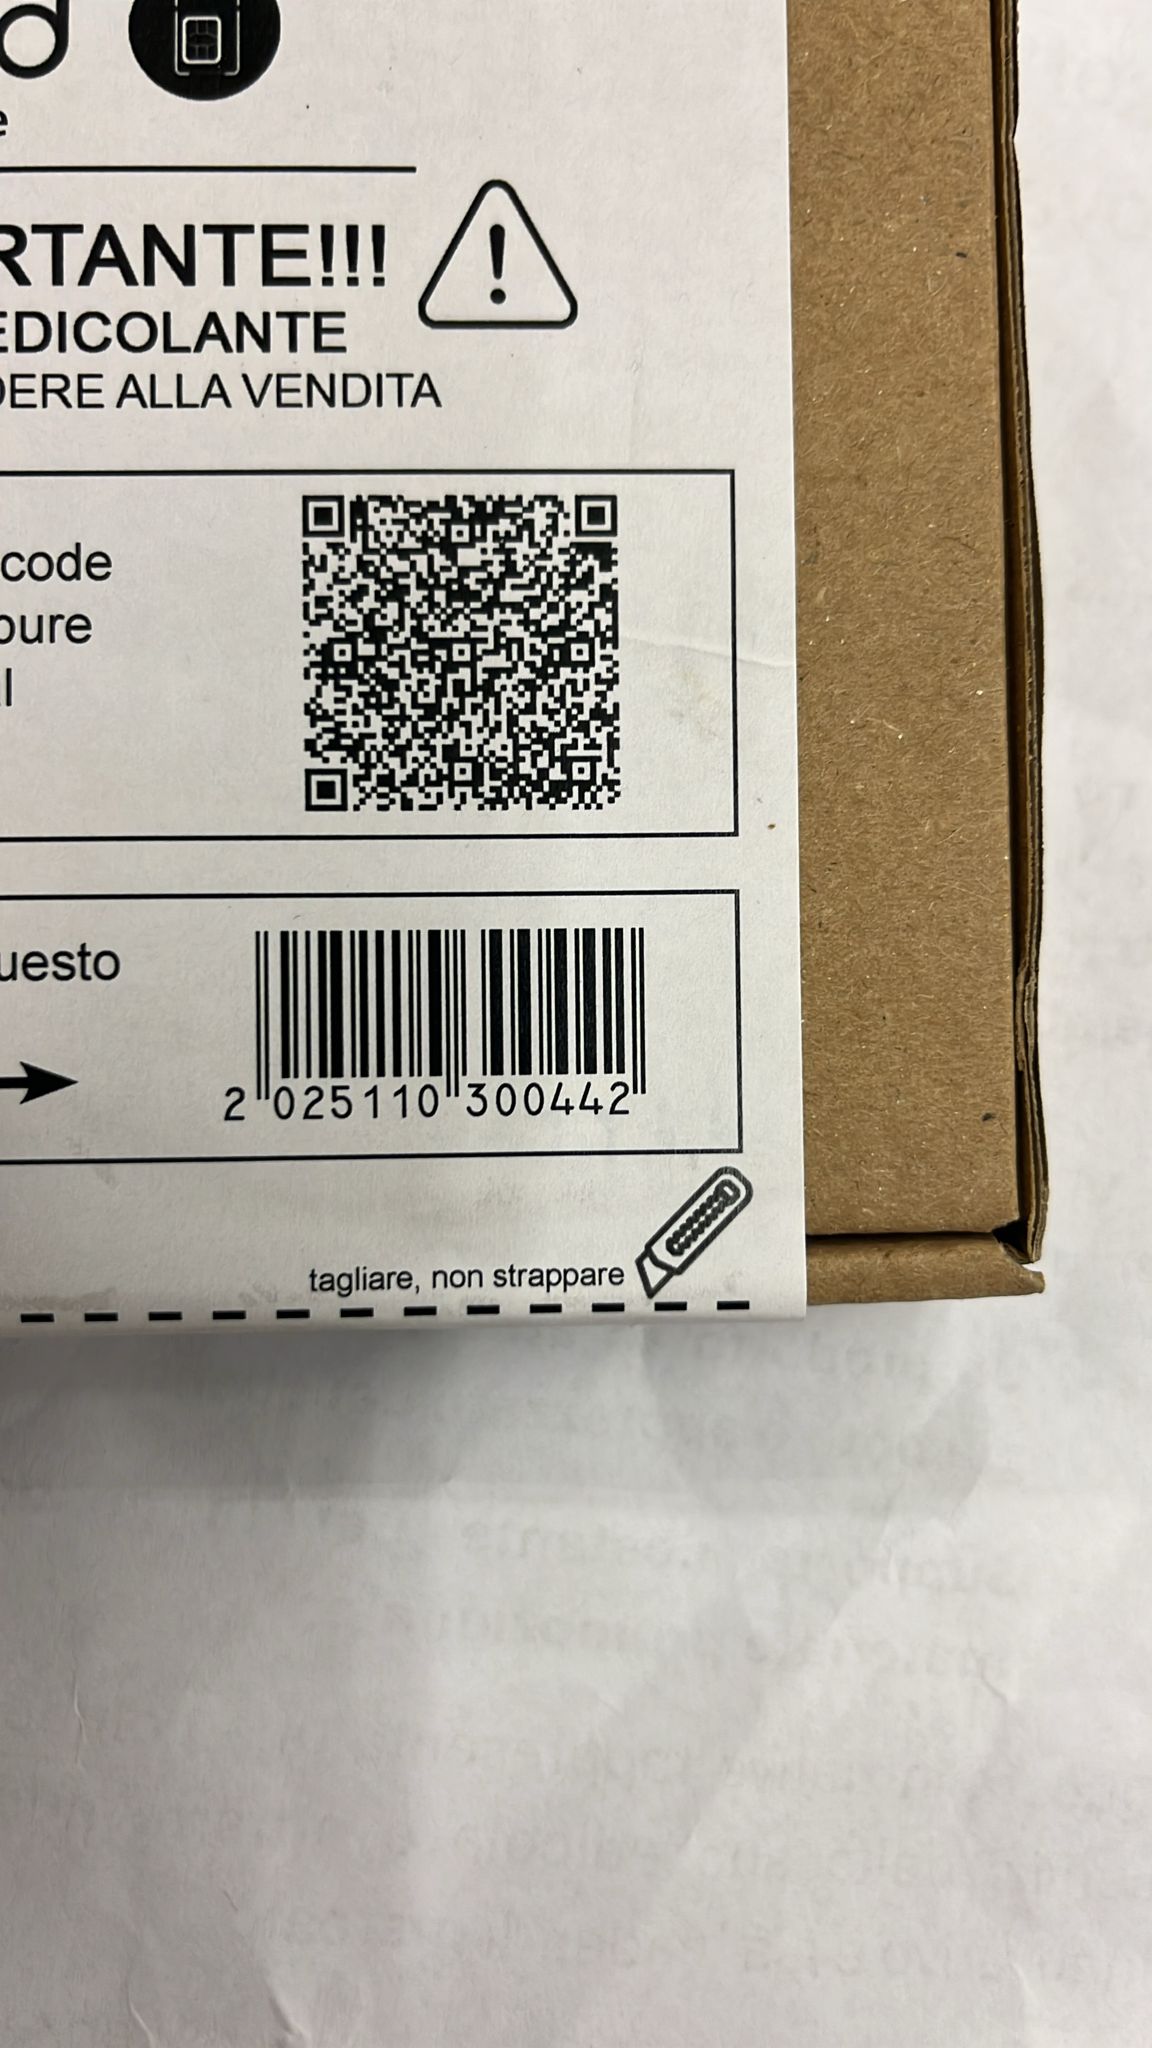 d
e
RTANTE!!!
EDICOLANTE
DERE ALLA VENDITA
code
pure
l
uesto
2 025110 300442
tagliare, non strappare